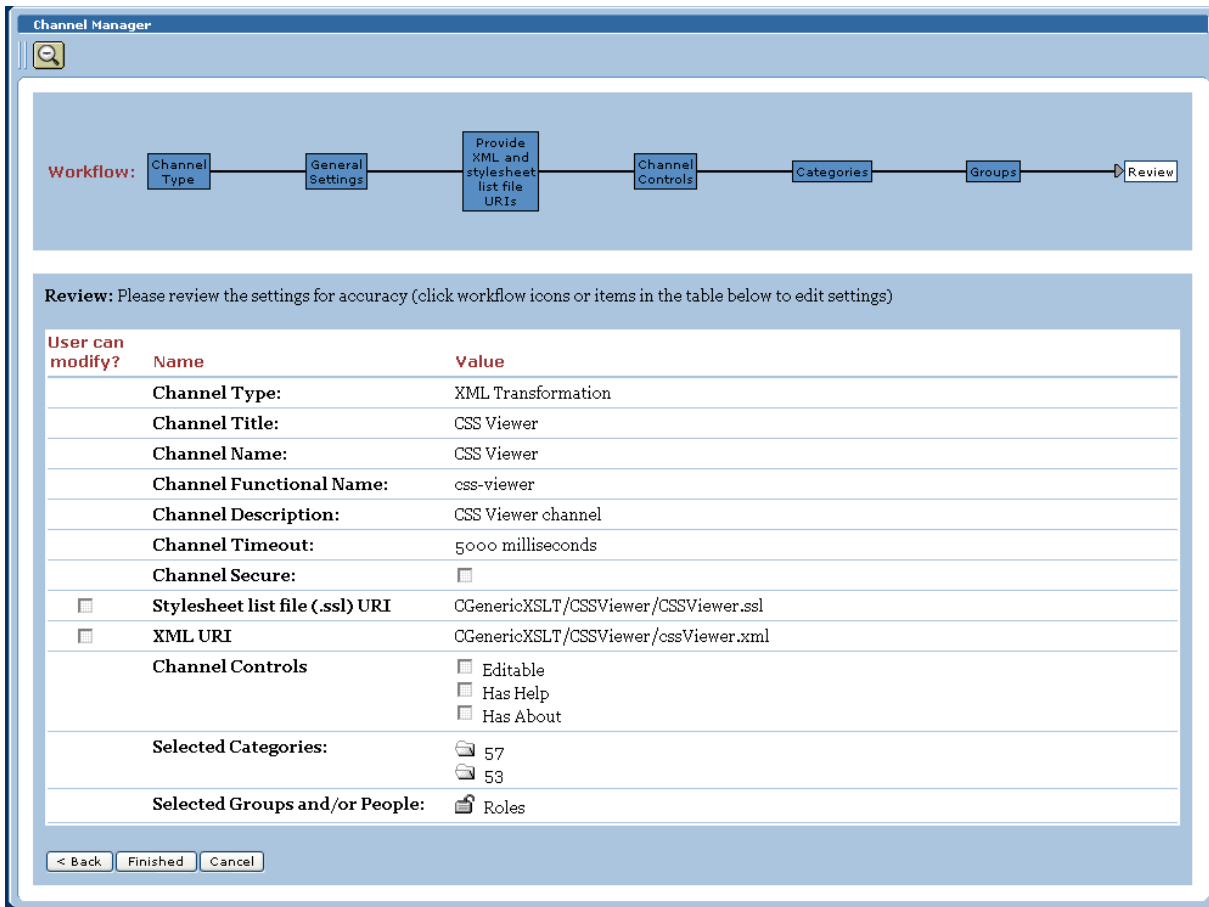 Channel Manager
Workflow:
Channel
Type
General
Settings
Provide
XML and
stylesheet
list file
URIs
Channel
Controls
Categories
Groups
Review
Review: Please review the settings for accuracy (click workflow icons or items in the table below to edit settings)
User can
modify? Name Value
Channel Type: XML Transformation
Channel Title: CSS Viewer
Channel Name: CSS Viewer
Channel Functional Name: css-viewer
Channel Description: CSS Viewer channel
Channel Timeout: 5000 milliseconds
Channel Secure:
Stylesheet list file (.ssl) URI CGenericXSLT/CSSViewer/CSSViewer.ssl
XML URI CGenericXSLT/CSSViewer/cssViewer.xml
Channel Controls Editable
Has Help
Has About
Selected Categories: 57
53
Selected Groups and/or People: Roles
< Back Finished Cancel